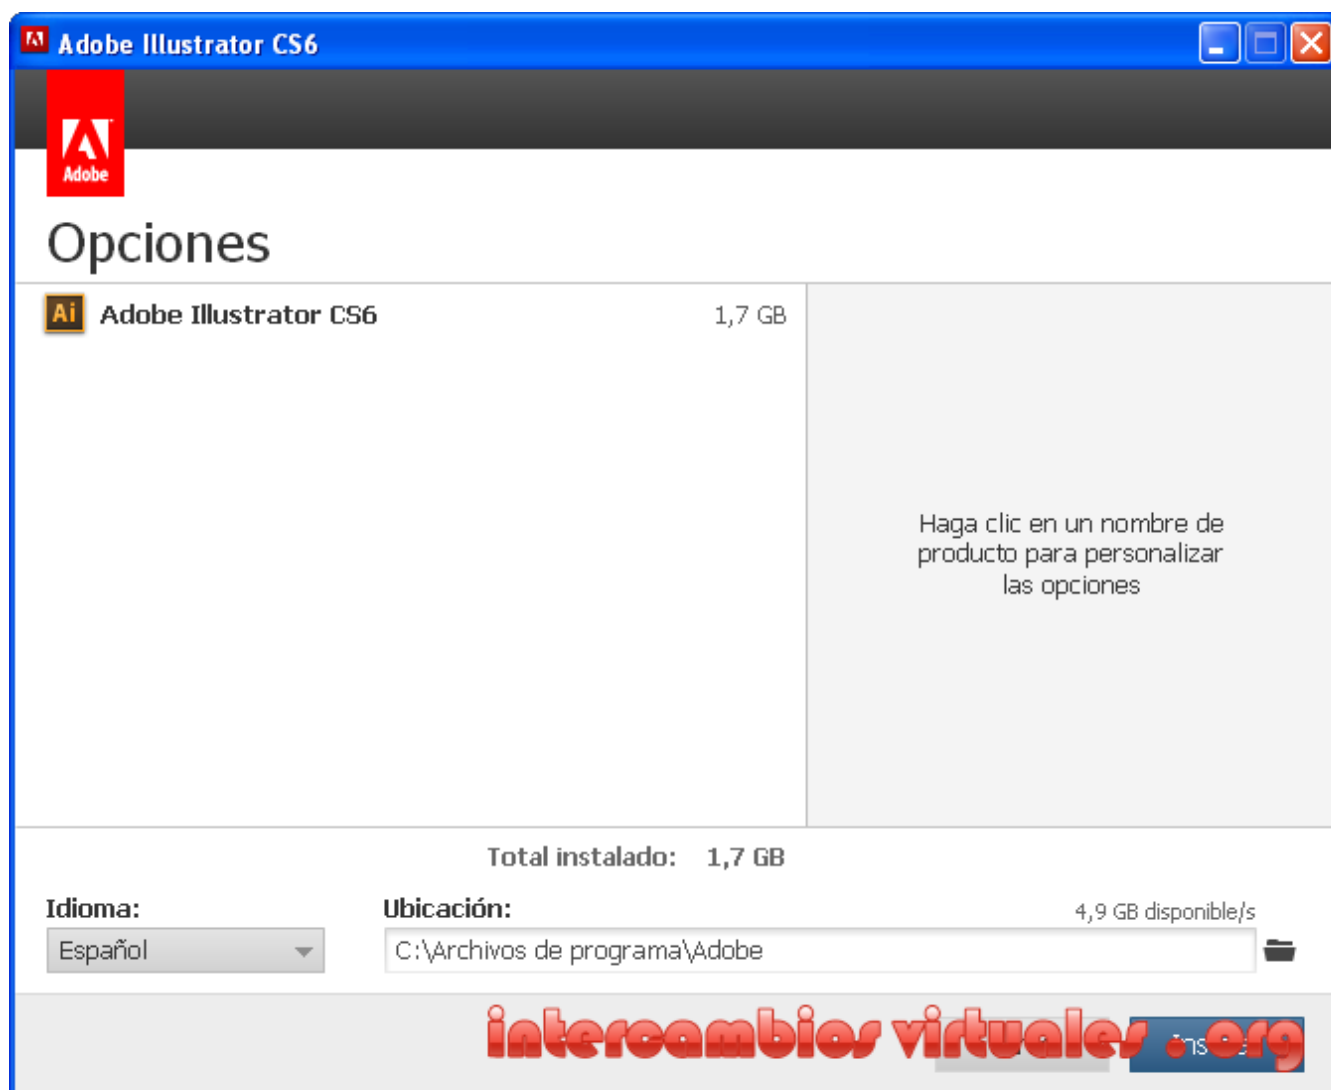 Adobe Illustrator CS6
Adobe
Opciones
Ai Adobe Illustrator CS6 1,7 GB
Haga clic en un nombre de
producto para personalizar
las opciones
Total instalado: 1,7 GB
Idioma: Ubicación: 4,9 GB disponible/s
Español C:\Archivos de programa\Adobe
intercambios virtuales . org